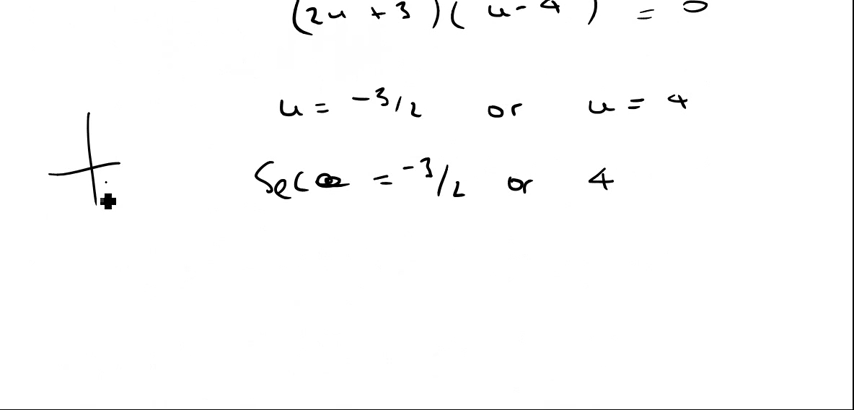 (2u + 3)(u - 4) = 0
u = -3/2 or u = 4
Sec = -3/2 or 4